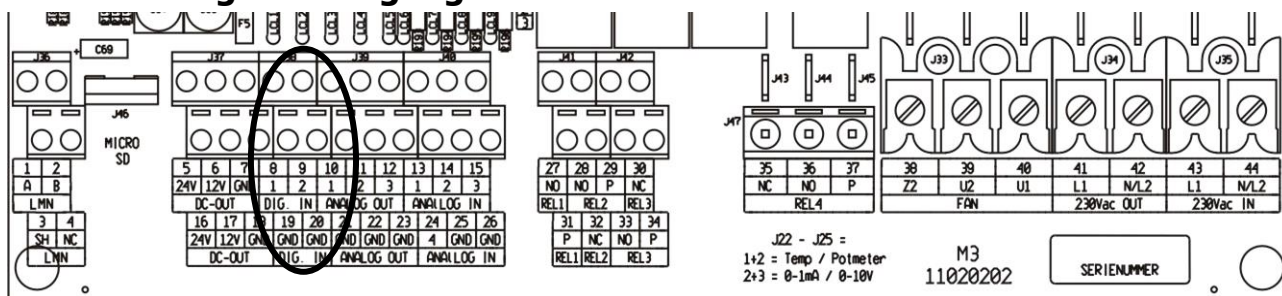 F5
LCL1
LCL2
C69
J36
J37
J39
J40
J41
J42
J43
J44
J45
J33
J34
J35
J46
J47
MICRO
SD
1 2
5 6 7 8 9 10 11 12 13 14 15
27 28 29 30
35 36 37
38 39 40 41 42 43 44
A B
24V 12V GND 1 2 1 2 3 1 2 3
NO NO P NC
NC NO P
Z2 U2 U1 L1 N/L2 L1 N/L2
LMN
DC-OUT DIG. IN ANALOG OUT ANALOG IN
REL1 REL2 REL3
REL4
FAN 230Vac OUT 230Vac IN
3 4
16 17 18 19 20 21 22 23 24 25 26
31 32 33 34
SH NC
24V 12V GND GND GND GND GND GND 4 GND GND
P NC NO P
LMN
DC-OUT DIG. IN ANALOG OUT ANALOG IN
REL1 REL2 REL3
J22 - J25 =
1+2 = Temp / Potmeter
2+3 = 0-1mA / 0-10V
M3
11020202
SERIENUMMER